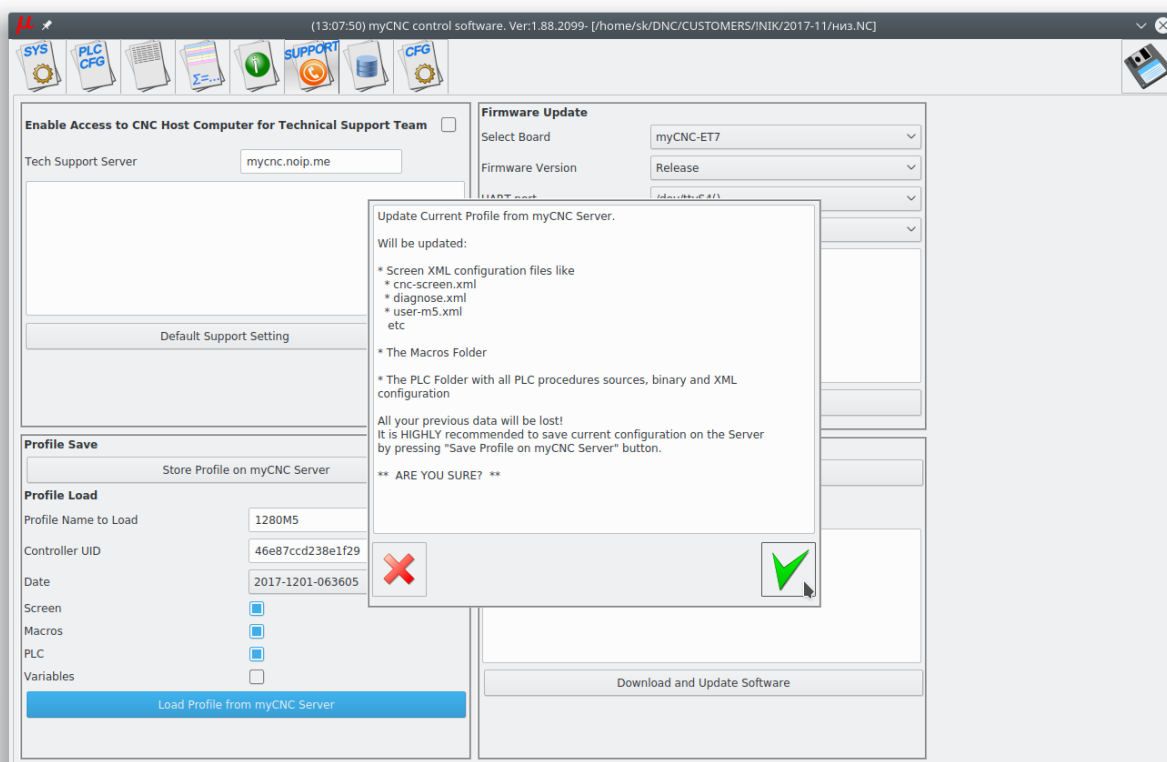 μ
(13:07:50) myCNC control software. Ver:1.88.2099- [/home/sk/DNC/CUSTOMERS/!NIK/2017-11/низ.NC]
SYS
PLC
CFG
Σ=...
i
SUPPORT
CFG
Enable Access to CNC Host Computer for Technical Support Team
Tech Support Server
mycnc.noip.me
Default Support Setting
Firmware Update
Select Board
myCNC-ET7
Firmware Version
Release
UART port
/dev/ttyS4()
Update Current Profile from myCNC Server.
Will be updated:
* Screen XML configuration files like
* cnc-screen.xml
* diagnose.xml
* user-m5.xml
etc
* The Macros Folder
* The PLC Folder with all PLC procedures sources, binary and XML
configuration
All your previous data will be lost!
It is HIGHLY recommended to save current configuration on the Server
by pressing "Save Profile on myCNC Server" button.
** ARE YOU SURE? **
Profile Save
Store Profile on myCNC Server
Profile Load
Profile Name to Load
1280M5
Controller UID
46e87ccd238e1f29
Date
2017-1201-063605
Screen
Macros
PLC
Variables
Load Profile from myCNC Server
Download and Update Software